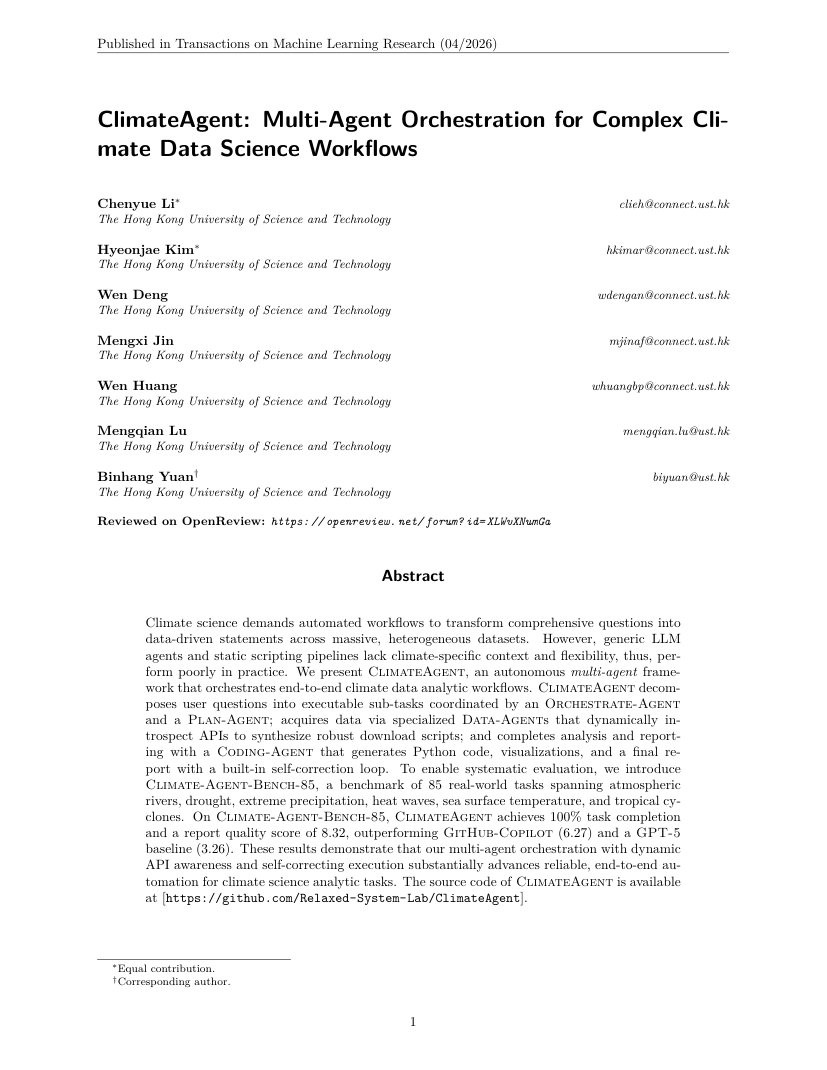 Published in Transactions on Machine Learning Research (04/2026)
ClimateAgent: Multi-Agent Orchestration for Complex Cli-
mate Data Science Workflows
Chenyue Li* clieh@connect.ust.hk
The Hong Kong University of Science and Technology
Hyeonjae Kim* hkimar@connect.ust.hk
The Hong Kong University of Science and Technology
Wen Deng wdengan@connect.ust.hk
The Hong Kong University of Science and Technology
Mengxi Jin mjinaf@connect.ust.hk
The Hong Kong University of Science and Technology
Wen Huang whuangbp@connect.ust.hk
The Hong Kong University of Science and Technology
Mengqian Lu mengqian.lu@ust.hk
The Hong Kong University of Science and Technology
Binhang Yuan† biyuan@ust.hk
The Hong Kong University of Science and Technology
Reviewed on OpenReview: https://openreview.net/forum?id=XLWvXNumGa
Abstract
Climate science demands automated workflows to transform comprehensive questions into
data-driven statements across massive, heterogeneous datasets. However, generic LLM
agents and static scripting pipelines lack climate-specific context and flexibility, thus, per-
form poorly in practice. We present ClimateAgent, an autonomous multi-agent frame-
work that orchestrates end-to-end climate data analytic workflows. ClimateAgent decom-
poses user questions into executable sub-tasks coordinated by an Orchestrate-Agent
and a Plan-Agent; acquires data via specialized Data-Agents that dynamically in-
trospect APIs to synthesize robust download scripts; and completes analysis and report-
ing with a Coding-Agent that generates Python code, visualizations, and a final re-
port with a built-in self-correction loop. To enable systematic evaluation, we introduce
Climate-Agent-Bench-85, a benchmark of 85 real-world tasks spanning atmospheric
rivers, drought, extreme precipitation, heat waves, sea surface temperature, and tropical cy-
clones. On Climate-Agent-Bench-85, ClimateAgent achieves 100% task completion
and a report quality score of 8.32, outperforming GitHub-Copilot (6.27) and a GPT-5
baseline (3.26). These results demonstrate that our multi-agent orchestration with dynamic
API awareness and self-correcting execution substantially advances reliable, end-to-end au-
tomation for climate science analytic tasks. The source code of ClimateAgent is available
at [https://github.com/Relaxed-System-Lab/ClimateAgent].
*Equal contribution.
†Corresponding author.
1